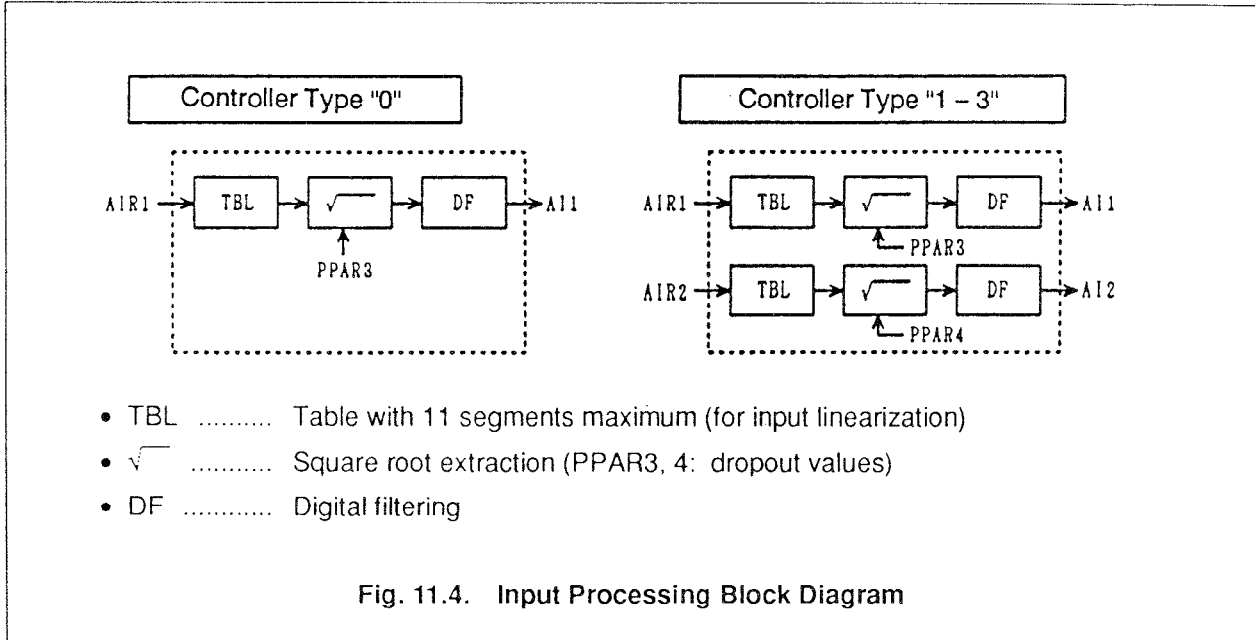 Controller Type "0"
AIR1 TBL √ DF AI1
PPAR3
Controller Type "1 – 3"
AIR1 TBL √ DF AI1
PPAR3
AIR2 TBL √ DF AI2
PPAR4
• TBL .......... Table with 11 segments maximum (for input linearization)
• √ ........... Square root extraction (PPAR3, 4: dropout values)
• DF ............ Digital filtering
Fig. 11.4. Input Processing Block Diagram